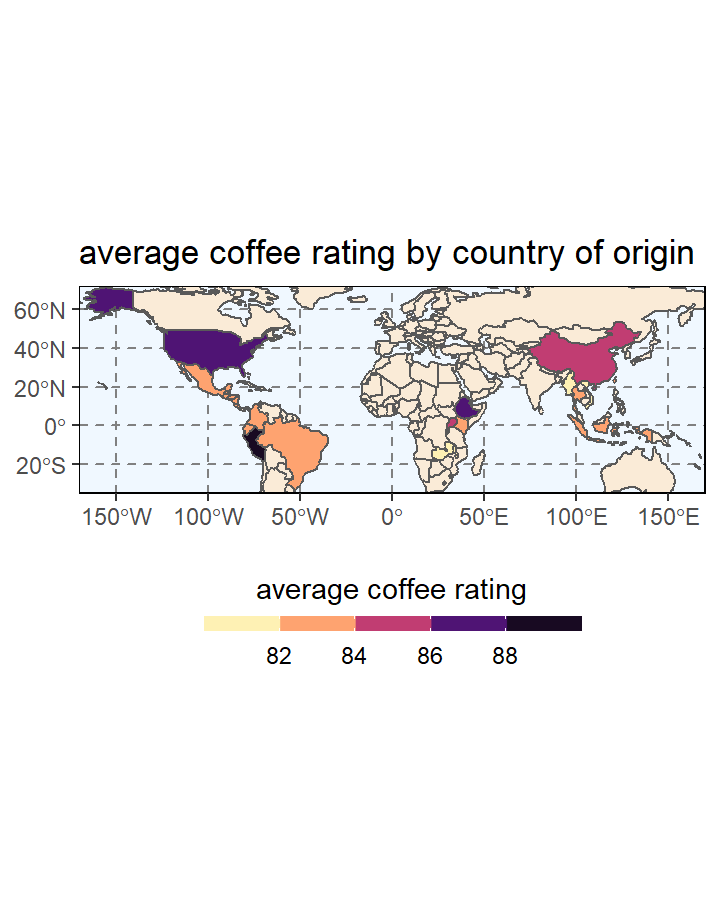 average coffee rating by country of origin
60°N
40°N
20°N
0°
20°S
150°W 100°W 50°W 0° 50°E 100°E 150°E
average coffee rating
82 84 86 88